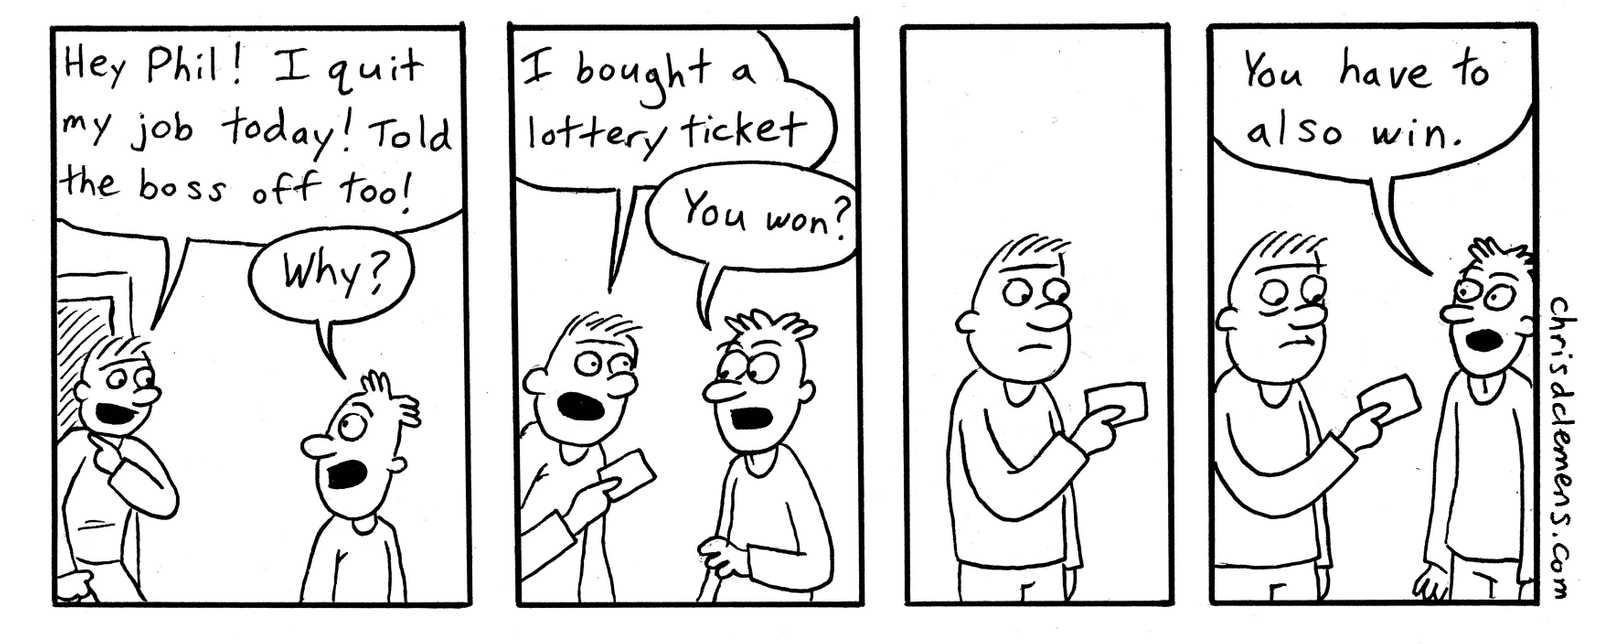 Hey Phil! I quit
my job today! Told
the boss off too!
Why?
I bought a
lottery ticket
You won?
You have to
also win.
chrisdclemens.com